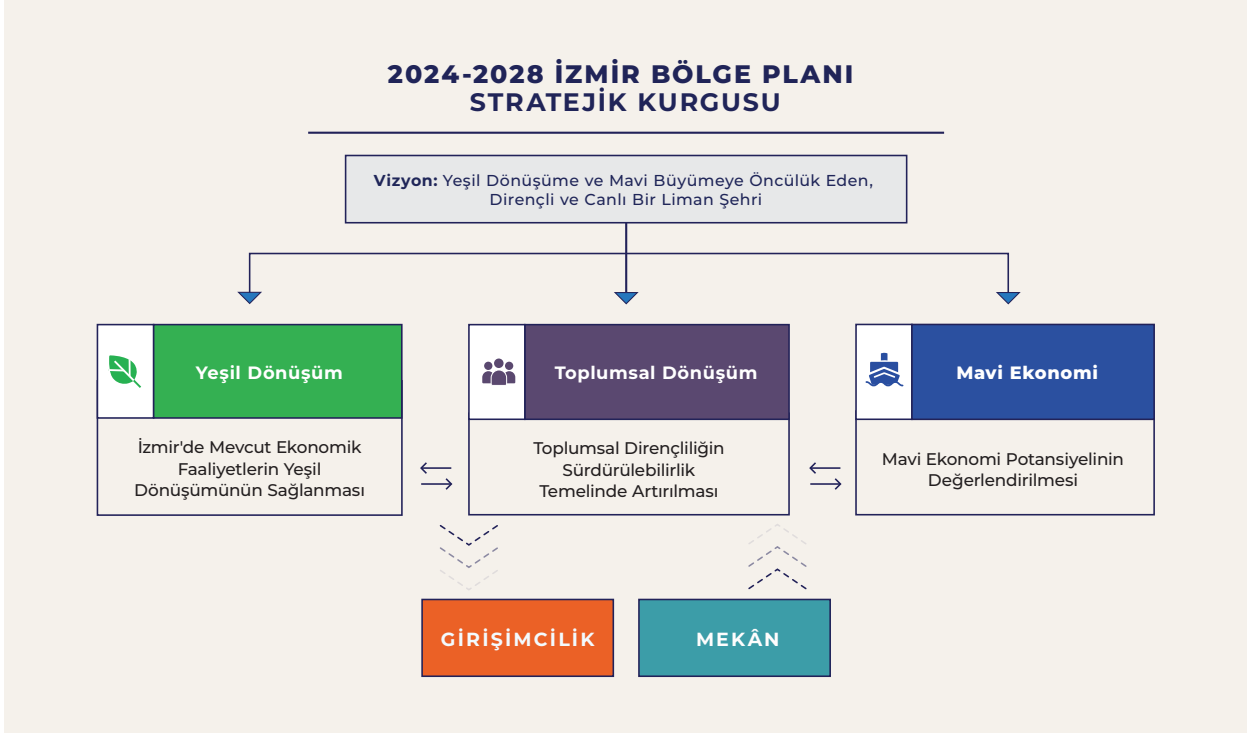 2024-2028 İZMİR BÖLGE PLANI
STRATEJİK KURGUSU
Vizyon: Yeşil Dönüşüme ve Mavi Büyümeye Öncülük Eden,
Dirençli ve Canlı Bir Liman Şehri
Yeşil Dönüşüm
İzmir'de Mevcut Ekonomik
Faaliyetlerin Yeşil
Dönüşümünün Sağlanması
Toplumsal Dönüşüm
Toplumsal Dirençliliğin
Sürdürülebilirlik
Temelinde Artırılması
Mavi Ekonomi
Mavi Ekonomi Potansiyelinin
Değerlendirilmesi
GİRİŞİMCİLİK
MEKÂN